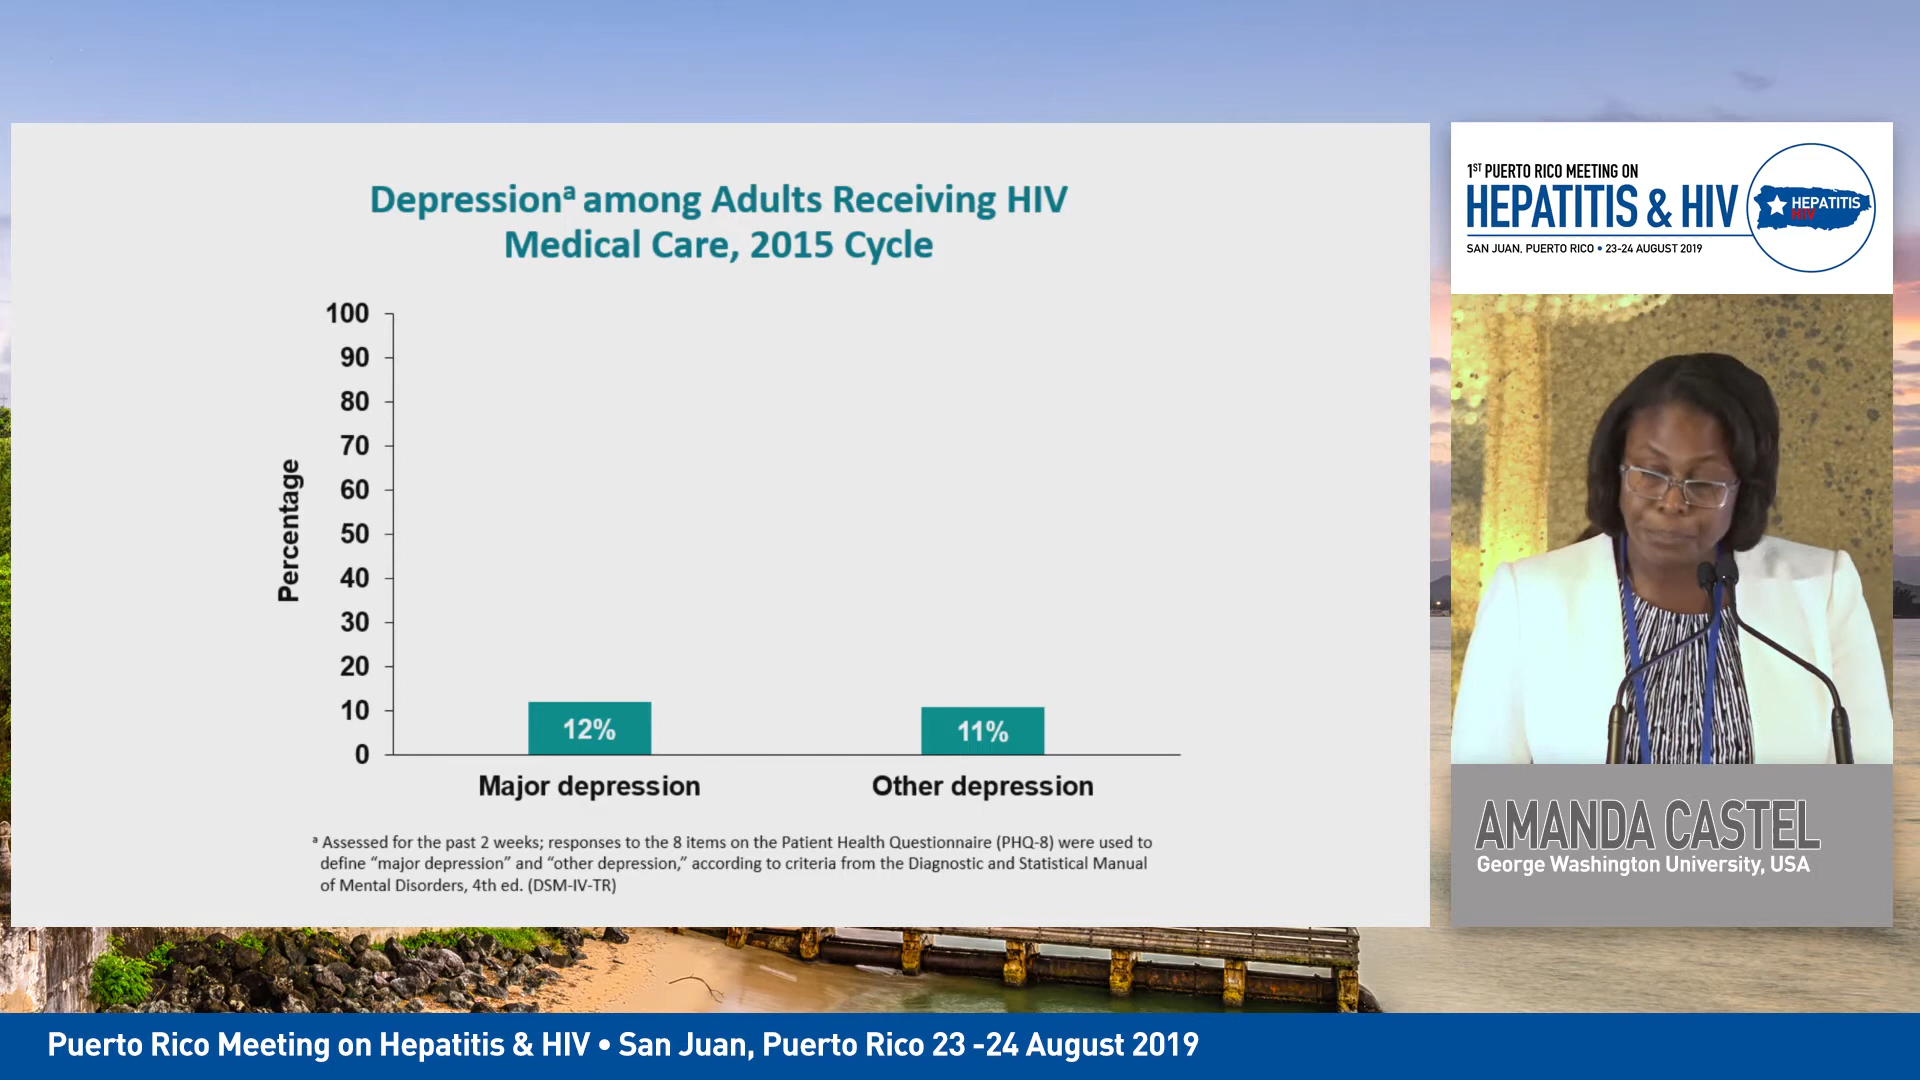 Depressionᵃ among Adults Receiving HIV
Medical Care, 2015 Cycle
Percentage
100
90
80
70
60
50
40
30
20
10
0
12%
11%
Major depression
Other depression
ᵃ Assessed for the past 2 weeks; responses to the 8 items on the Patient Health Questionnaire (PHQ-8) were used to
define “major depression” and “other depression,” according to criteria from the Diagnostic and Statistical Manual
of Mental Disorders, 4th ed. (DSM-IV-TR)
1ST PUERTO RICO MEETING ON
HEPATITIS & HIV
SAN JUAN, PUERTO RICO • 23-24 AUGUST 2019
HEPATITIS
HIV
AMANDA CASTEL
George Washington University, USA
Puerto Rico Meeting on Hepatitis & HIV • San Juan, Puerto Rico 23 -24 August 2019